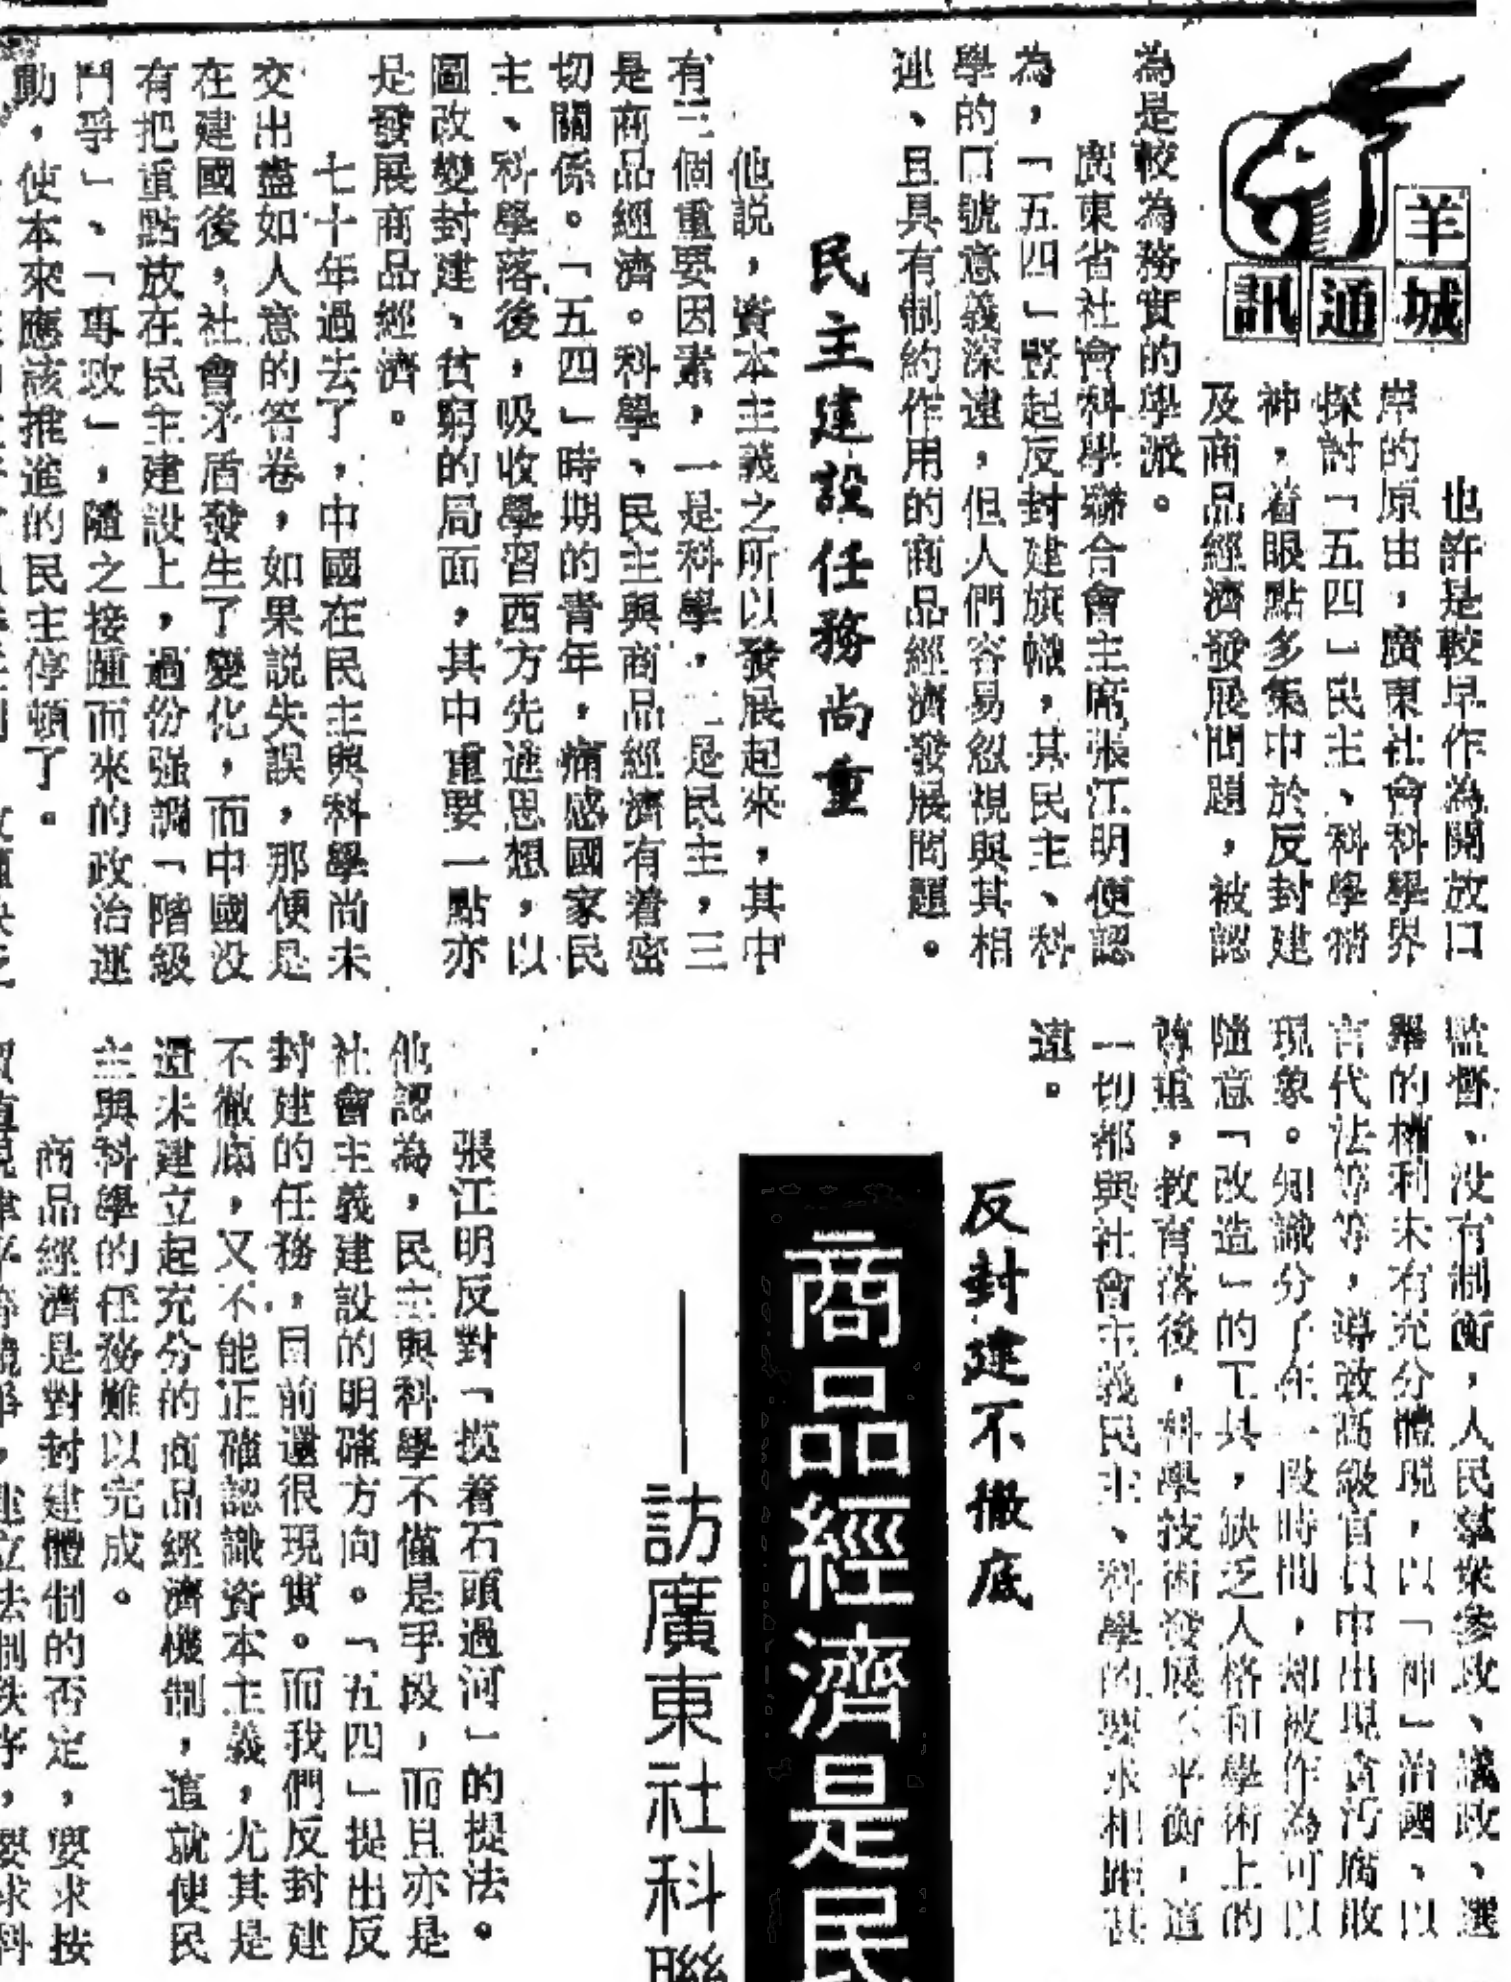 羊城
通訊
也許是較早作為開放口
岸的原由，廣東社會科學界
探討「五四」民主、科學精
神，着眼點多集中於反封建
及商品經濟發展問題，被認
為是較為務實的學派。
廣東省社會科學聯合會主席張江明便認
為，「五四」豎起反封建旗幟，其民主、科
學的口號意義深遠，但人們容易忽視與其相
連、且具有制約作用的商品經濟發展問題。
民主建設任務尚重
他説，資本主義之所以發展起來，其中
有三個重要因素，一是科學，二是民主，三
是商品經濟。科學、民主與商品經濟有着密
切關係。「五四」時期的青年，痛感國家民
主、科學落後，吸收學習西方先進思想，以
圖改變封建、貧窮的局面，其中重要一點亦
是發展商品經濟。
七十年過去了，中國在民主與科學尚未
交出盡如人意的答卷，如果説失誤，那便是
在建國後，社會矛盾發生了變化，而中國没
有把重點放在民主建設上，過份强調「階級
鬥爭」、「專政」，隨之接踵而來的政治運
動，使本來應該推進的民主停頓了。
監督、没有制衡，人民羣衆參政、議政、選
舉的權利未有充分體現，以「神」治國、以
言代法等等，導致高級官員中出現貪污腐敗
現象。知識分子在一段時間，却被作為可以
隨意「改造」的工具，缺乏人格和學術上的
尊重，教育落後，科學技術發展不平衡，這
一切都與社會主義民主、科學的要求相距甚
遠。
反封建不徹底
商品經濟是民
——訪廣東社科聯
張江明反對「摸着石頭過河」的提法。
他認為，民主與科學不僅是手段，而且亦是
社會主義建設的明確方向。「五四」提出反
封建的任務，目前還很現實。而我們反封建
不徹底，又不能正確認識資本主義，尤其是
還未建立起充分的商品經濟機制，這就使民
主與科學的任務難以完成。
商品經濟是對封建體制的否定，要求按